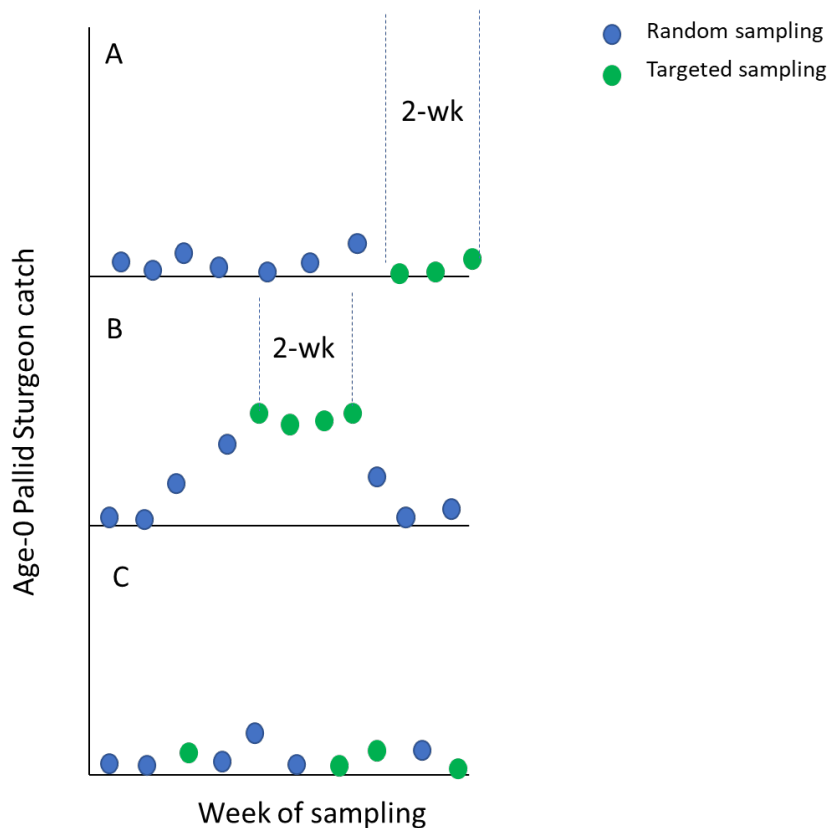 A
2-wk
Random sampling
Targeted sampling
B
2-wk
Age-0 Pallid Sturgeon catch
C
Week of sampling